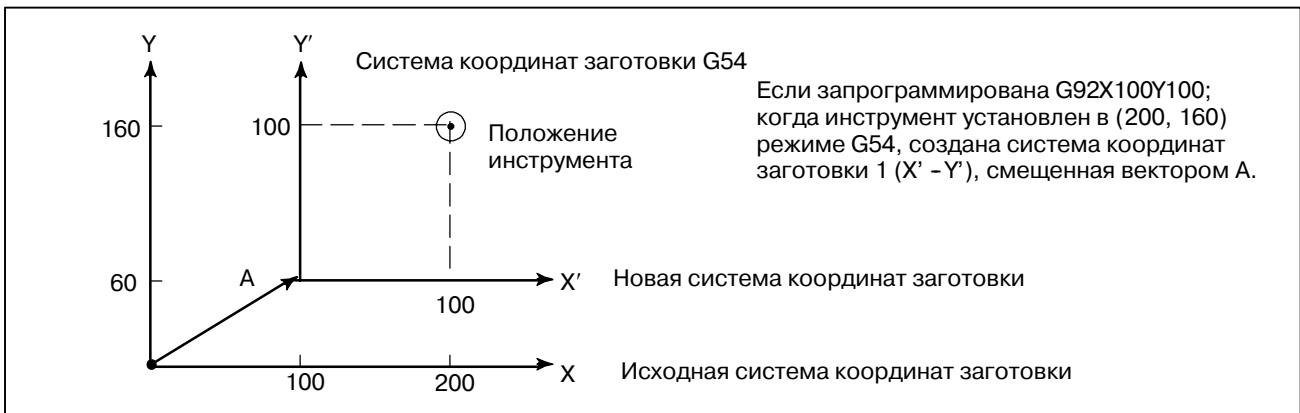 Y
Y′
Система координат заготовки G54
Если запрограммирована G92X100Y100;
когда инструмент установлен в (200, 160)
режиме G54, создана система координат
заготовки 1 (X’ -Y’), смещенная вектором A.
160
100
Положение
инструмента
60
A
X′
Новая система координат заготовки
100
100
200
X
Исходная система координат заготовки